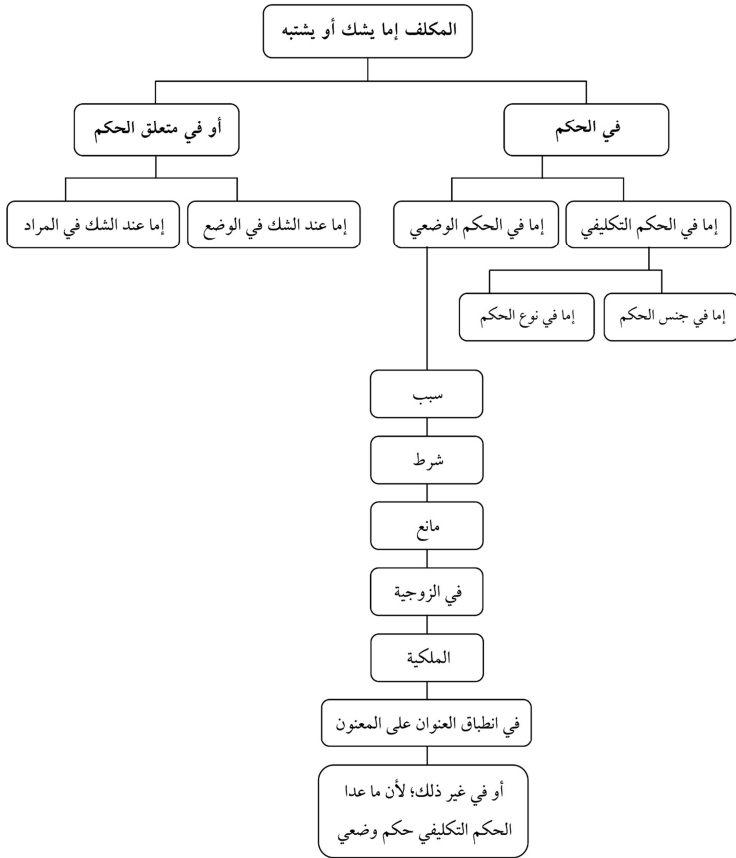 المكلف إما يشك أو يشتبه
في الحكم
أو في متعلق الحكم
إما في الحكم التكليفي
إما في الحكم الوضعي
إما عند الشك في الوضع
إما عند الشك في المراد
إما في جنس الحكم
إما في نوع الحكم
سبب
شرط
مانع
في الزوجية
الملكية
في انطباق العنوان على المعنون
أو في غير ذلك؛ لأن ما عدا
الحكم التكليفي حكم وضعي